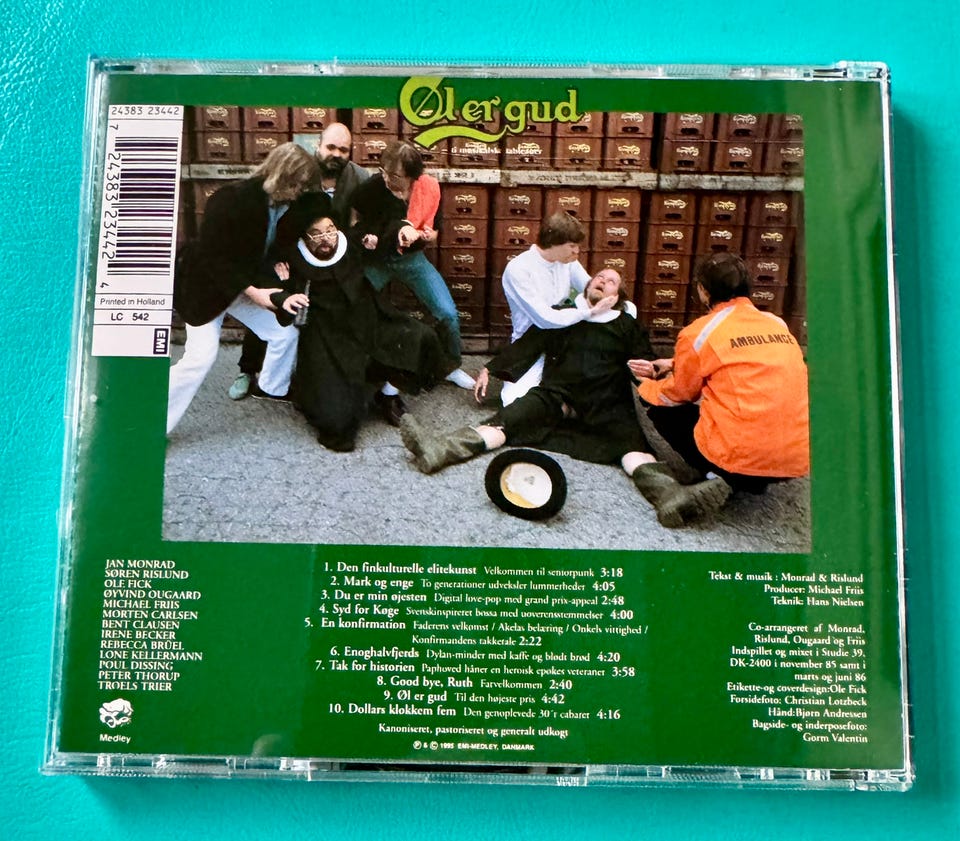 24383 23442
7
24383 23442
4
Printed in Holland
LC 542
EMI
Øl er gud
ti musikalske tableauer
AMBULANCE
JAN MONRAD
SØREN RISLUND
OLE FICK
ØYVIND OUGAARD
MICHAEL FRIIS
MORTEN CARLSEN
BENT CLAUSEN
IRENE BECKER
REBECCA BRÜEL
LONE KELLERMANN
POUL DISSING
PETER THORUP
TROELS TRIER
Medley
1. Den finkulturelle elitekunst Velkommen til seniorpunk 3:18
2. Mark og enge To generationer udveksler lummerheder 4:05
3. Du er min øjesten Digital love-pop med grand prix-appeal 2:48
4. Syd for Køge Svenskinspireret bossa med uoverensstemmelser 4:00
5. En konfirmation Faderens velkomst / Akelas belæring / Onkels vittighed /
Konfirmandens takketale 2:22
6. Enoghalvfjerds Dylan-minder med kaffe og blødt brød 4:20
7. Tak for historien Paphoved håner en heroisk epokes veteraner 3:58
8. Good bye, Ruth Farvelkommen 2:40
9. Øl er gud Til den højeste pris 4:42
10. Dollars klokkem fem Den genoplevede 30´r cabaret 4:16
Kanoniseret, pastoriseret og generalt udkogt
℗ & © 1995 EMI-MEDLEY, DANMARK
Tekst & musik : Monrad & Rislund
Producer: Michael Friis
Teknik: Hans Nielsen
Co-arrangeret af Monrad,
Rislund, Ougaard og Friis
Indspillet og mixet i Studie 39,
DK-2400 i november 85 samt i
marts og juni 86
Etikette-og coverdesign:Ole Fick
Forsidefoto: Christian Lotzbeck
Hånd:Bjørn Andressen
Bagside- og inderposefoto:
Gorm Valentin